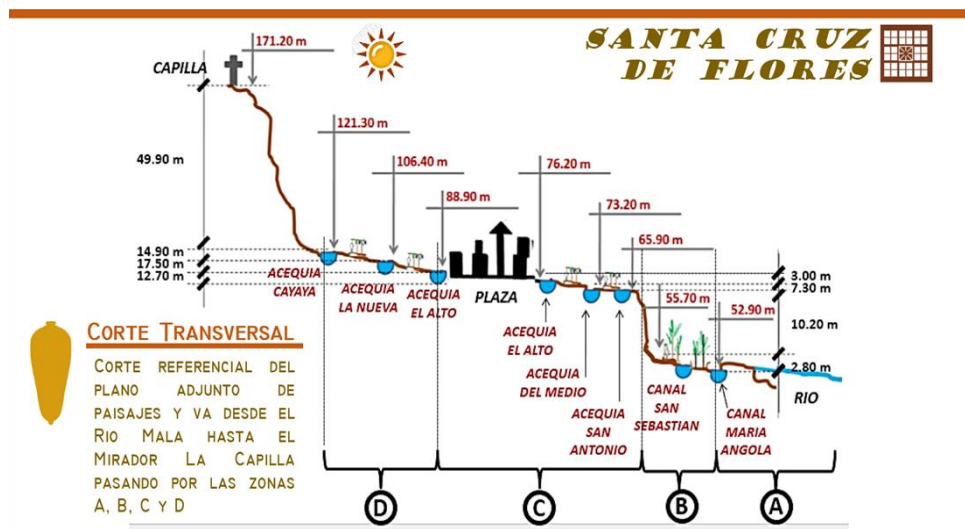 SANTA CRUZ
DE FLORES
CAPILLA
171.20 m
121.30 m
106.40 m
88.90 m
76.20 m
73.20 m
65.90 m
55.70 m
52.90 m
49.90 m
14.90 m
17.50 m
12.70 m
3.00 m
7.30 m
10.20 m
2.80 m
ACEQUIA
CAYAYA
ACEQUIA
LA NUEVA
ACEQUIA
EL ALTO
PLAZA
ACEQUIA
EL ALTO
ACEQUIA
DEL MEDIO
ACEQUIA
SAN
ANTONIO
CANAL
SAN
SEBASTIAN
CANAL
MARIA
ANGOLA
RIO
CORTE TRANSVERSAL
CORTE REFERENCIAL DEL
PLANO ADJUNTO DE
PAISAJES Y VA DESDE EL
RIO MALA HASTA EL
MIRADOR LA CAPILLA
PASANDO POR LAS ZONAS
A, B, C Y D
D
C
B
A